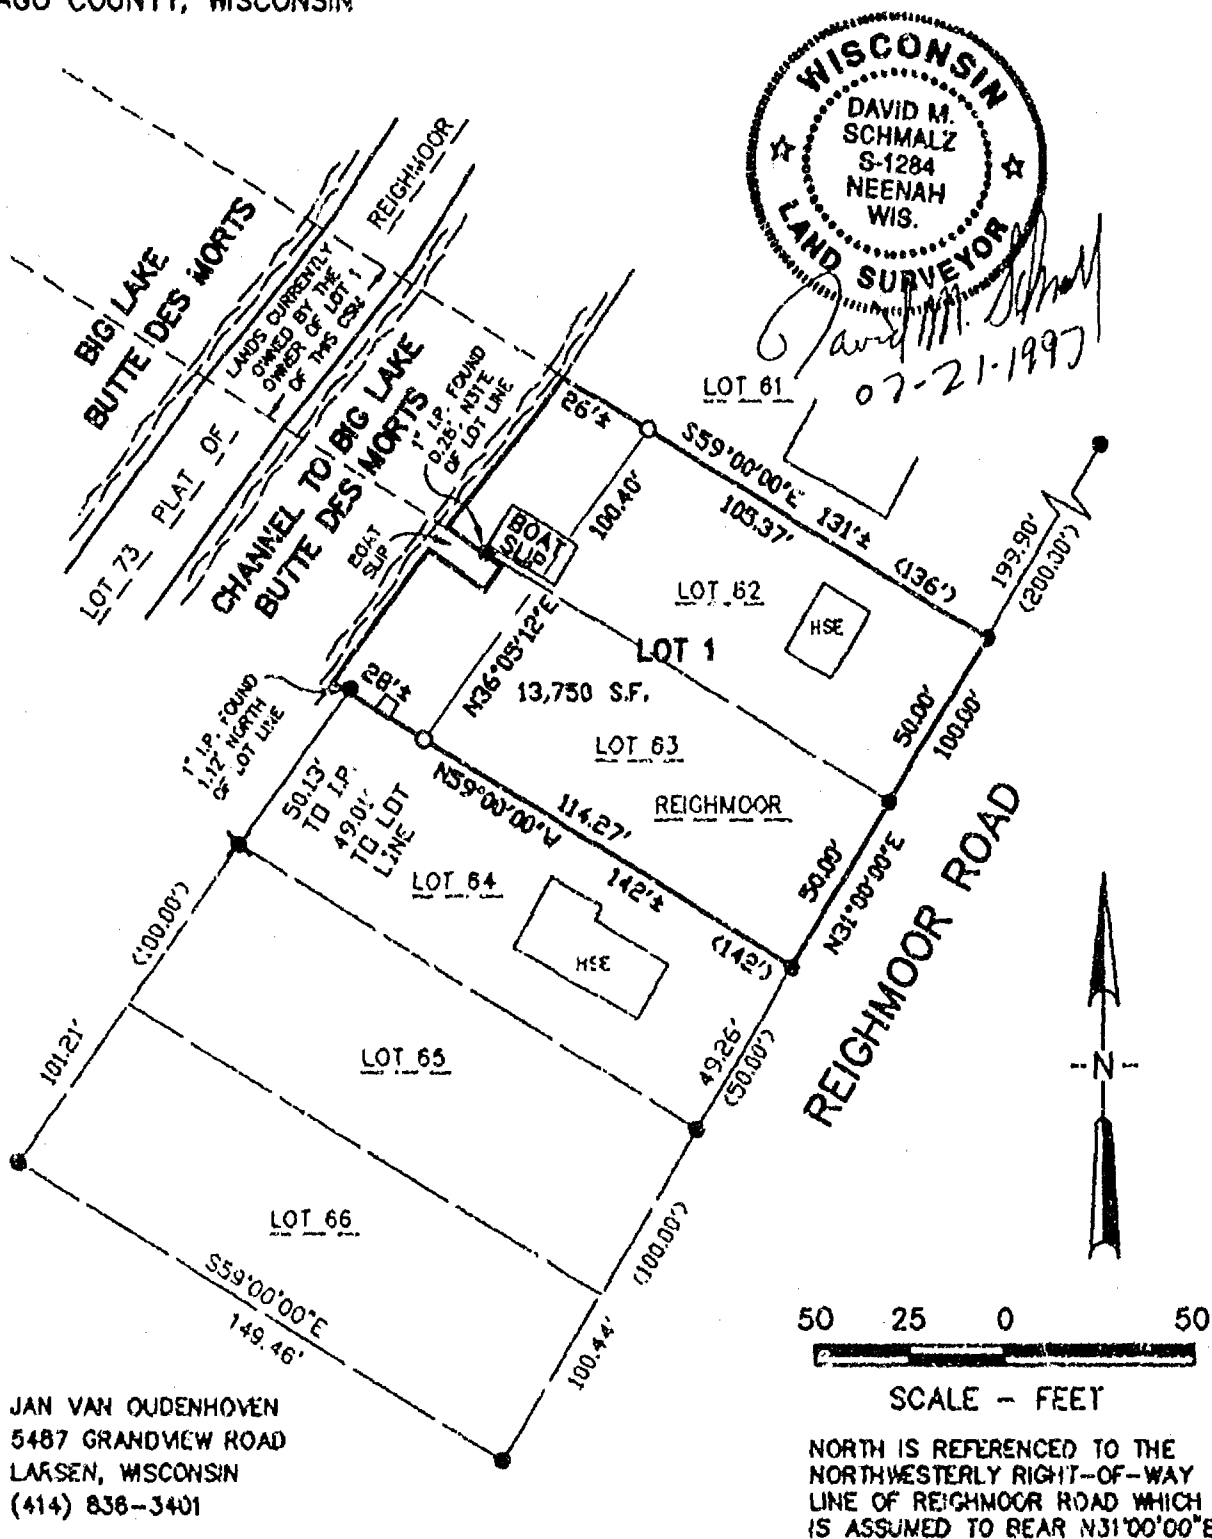 AGO COUNTY, WISCONSIN
WISCONSIN
LAND SURVEYOR
DAVID M.
SCHMALZ
S-1284
NEENAH
WIS.
David M. Schmalz
07-21-1997
BIG LAKE
BUTTE DES MORTS
LOT 73 PLAT OF REIGHMOOR
LANDS CURRENTLY
OWNED BY THE
OWNER OF LOT 1
OF THIS CSM
CHANNEL TO BIG LAKE
BUTTE DES MORTS
1" I.P. FOUND
0.26', N31°E
OF LOT LINE
BOAT
SLIP
BOAT
SLIP
LOT 61
26'±
S59°00'00"E
105.37'
131'±
(136')
199.90'
(200.00')
100.40'
N36°05'12"E
LOT 62
HSE
LOT 1
13,750 S.F.
50.00'
100.00'
50.00'
N31°00'00"E
LOT 63
REIGHMOOR
28'±
1" I.P. FOUND
1.12' NORTH
OF LOT LINE
N59°00'00"W
114.27'
142'±
(142')
50.13'
TO I.P.
TO LOT
LINE
LOT 64
HSE
49.26'
(50.00')
REIGHMOOR ROAD
(100.00')
101.21'
LOT 65
LOT 66
(100.00')
100.44'
S59°00'00"E
149.46'
N
50 25 0 50
SCALE - FEET
JAN VAN OUDENHOVEN
5487 GRANDVIEW ROAD
LARSEN, WISCONSIN
(414) 836-3401
NORTH IS REFERENCED TO THE
NORTHWESTERLY RIGHT-OF-WAY
LINE OF REIGHMOOR ROAD WHICH
IS ASSUMED TO BEAR N31°00'00"E